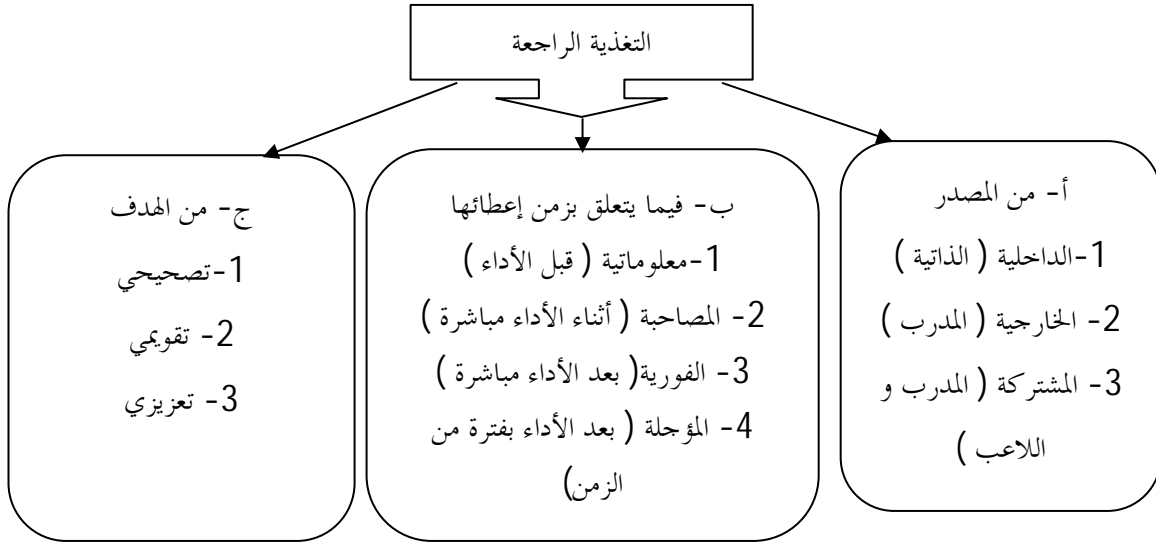 التغذية الراجعة
أ- من المصدر
1-الداخلية ( الذاتية )
2- الخارجية ( المدرب )
3- المشتركة ( المدرب و
اللاعب )
ب- فيما يتعلق بزمن إعطائها
1-معلوماتية ( قبل الأداء )
2- المصاحبة ( أثناء الأداء مباشرة )
3- الفورية( بعد الأداء مباشرة )
4- المؤجلة ( بعد الأداء بفترة من
الزمن)
ج- من الهدف
1-تصحيحي
2- تقويمي
3- تعزيزي